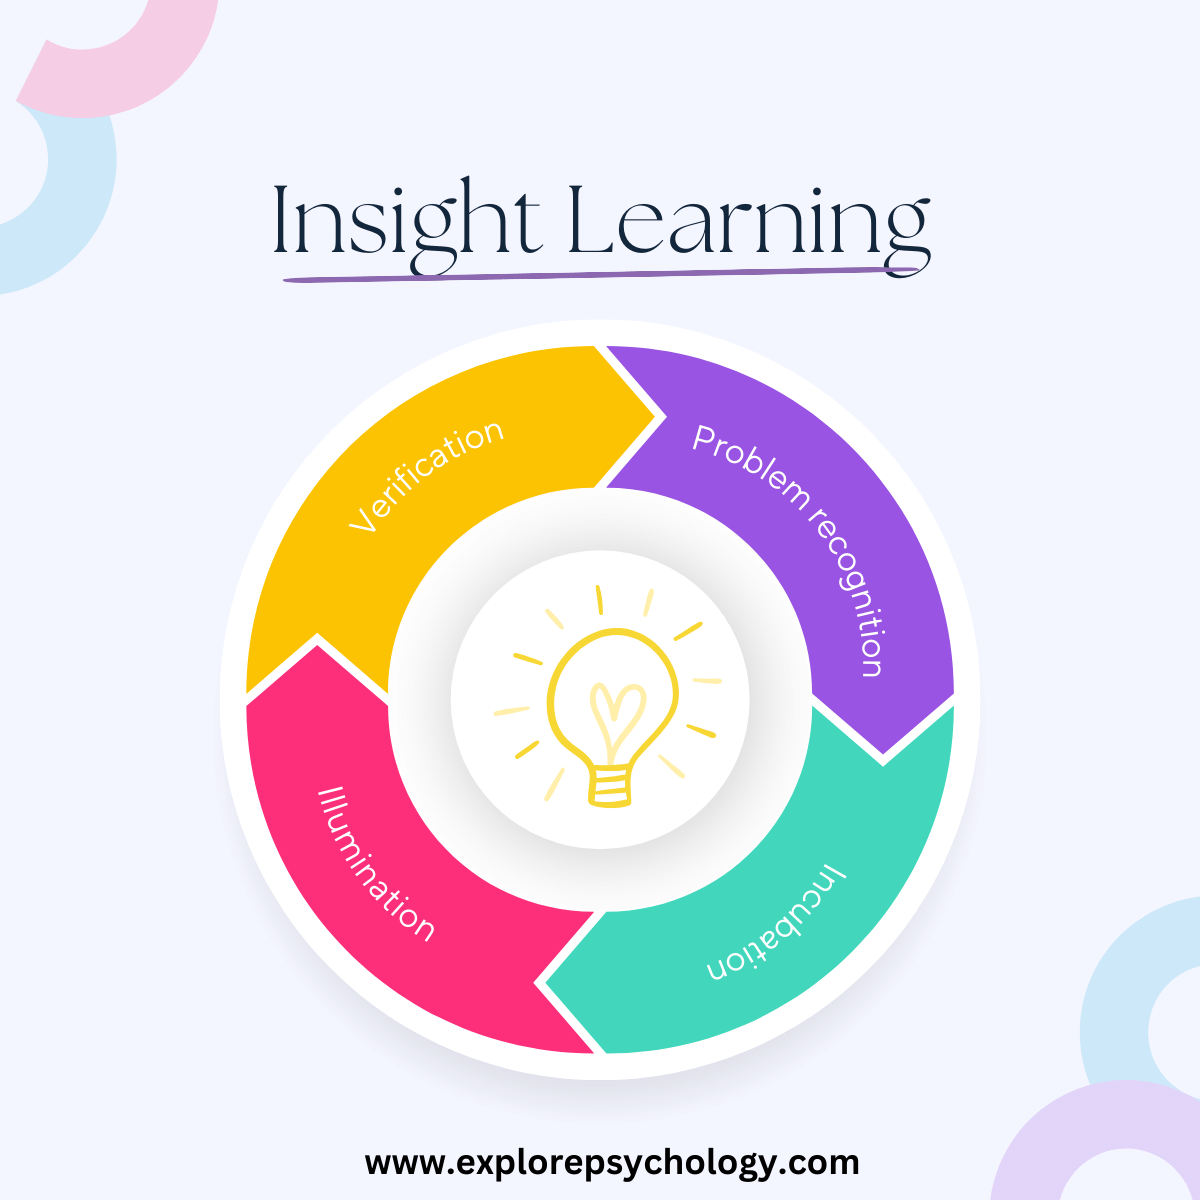 Insight Learning
Problem recognition
Incubation
Illumination
Verification
www.explorepsychology.com